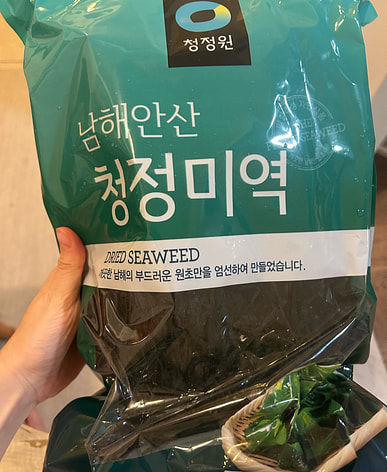 청정원
남해안산
청정미역
SEAWEED
DRIED SEAWEED
남해의 부드러운 원초만을 엄선하여 만들었습니다.